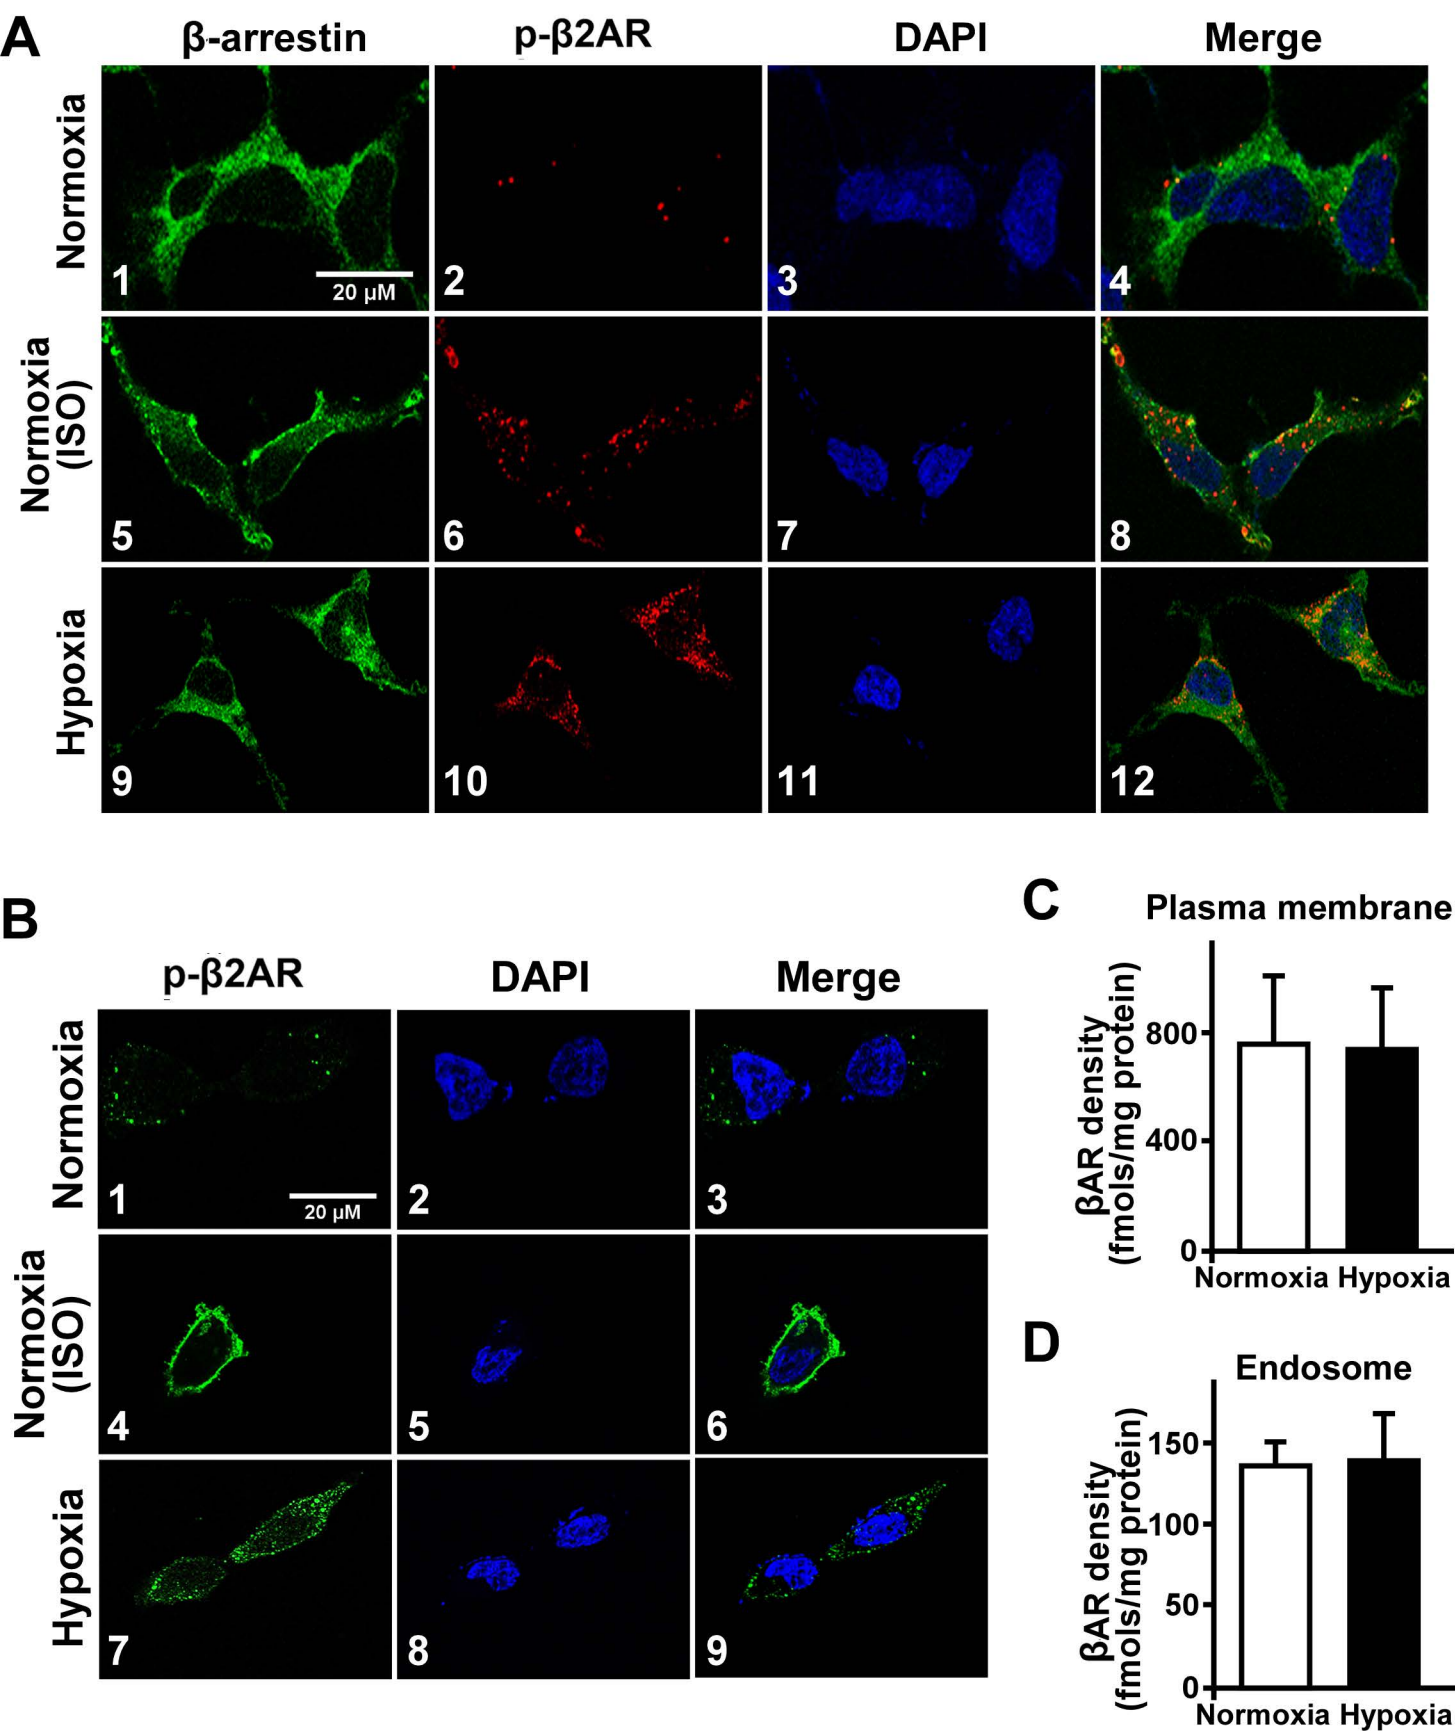 A
β-arrestin p-β2AR DAPI Merge
Normoxia
1 20 µM 2 3 4
Normoxia
(ISO)
5 6 7 8
Hypoxia
9 10 11 12
B
p-β2AR DAPI Merge
Normoxia
1 20 µM 2 3
Normoxia
(ISO)
4 5 6
Hypoxia
7 8 9
C
Plasma membrane
βAR density
(fmols/mg protein)
800
400
0
Normoxia Hypoxia
D
Endosome
βAR density
(fmols/mg protein)
150
100
50
0
Normoxia Hypoxia